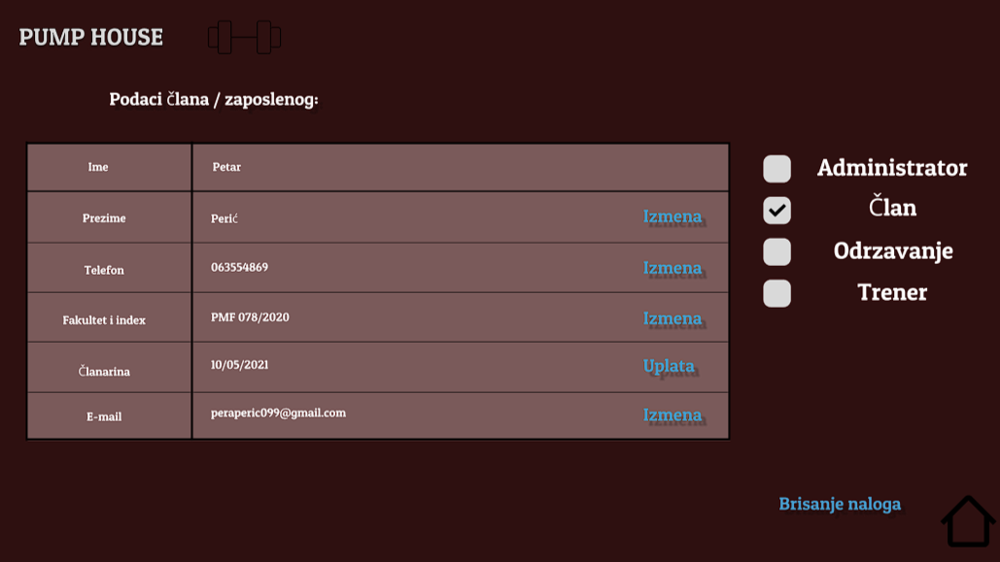 PUMP HOUSE
Podaci člana / zaposlenog:
Ime Petar
Prezime Perić Izmena
Telefon 063554869 Izmena
Fakultet i index PMF 078/2020 Izmena
Članarina 10/05/2021 Uplata
E-mail peraperic099@gmail.com Izmena
Administrator
Član
Odrzavanje
Trener
Brisanje naloga